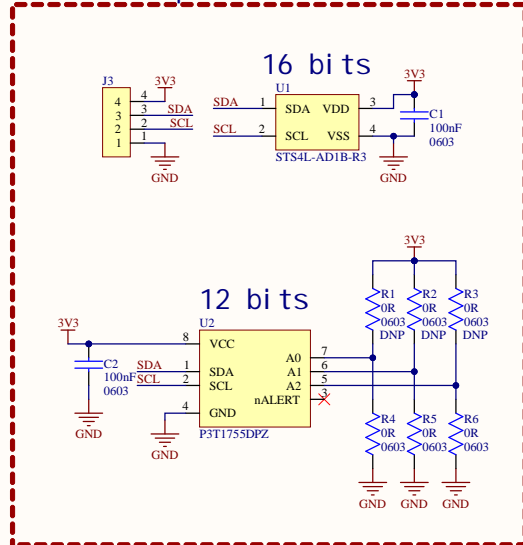 16 bits
J3
3V3
4 4
3 3 SDA
2 2 SCL
1 1
GND
U1
SDA 1 SDA VDD 3
SCL 2 SCL VSS 4
STS4L-AD1B-R3
3V3
C1
100nF
0603
GND
12 bits
3V3
C2
100nF
0603
GND
U2
8 VCC
SDA 1 SDA
SCL 2 SCL
4 GND
A0 7
A1 6
A2 5
nALERT 3
P3T1755DPZ
GND
3V3
R1 R2 R3
0R 0R 0R
0603 0603 0603
DNP DNP DNP
R4 R5 R6
0R 0R 0R
0603 0603 0603
GND GND GND